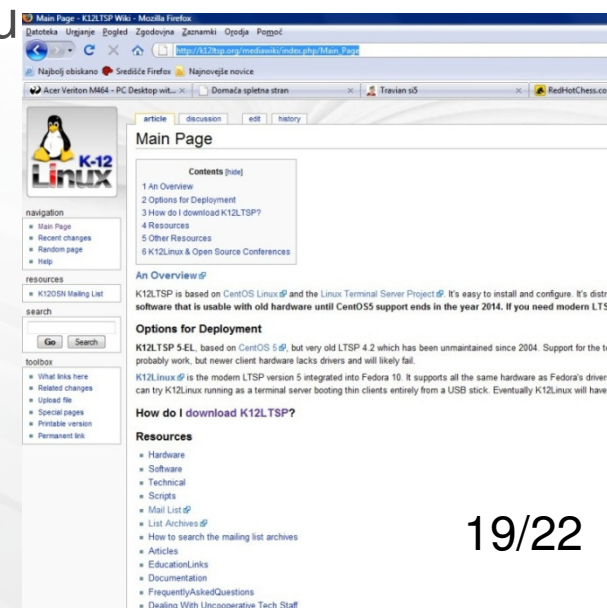 u
Main Page - K12LTSP Wiki - Mozilla Firefox
Datoteka Urejanje Pogled Zgodovina Zaznamki Orodja Pomoč
http://k12ltsp.org/mediawiki/index.php/Main_Page
Najbolj obiskano Središče Firefox Najnovejše novice
Acer Veriton M464 - PC Desktop wit... Domača spletna stran Travian si5 RedHotChess.co
article discussion edit history
K-12
Linux
Main Page
Contents [hide]
1 An Overview
2 Options for Deployment
3 How do I download K12LTSP?
4 Resources
5 Other Resources
6 K12Linux & Open Source Conferences
navigation
Main Page
Recent changes
Random page
Help
resources
K12OSN Mailing List
search
Go Search
toolbox
What links here
Related changes
Upload file
Special pages
Printable version
Permanent link
An Overview
K12LTSP is based on CentOS Linux and the Linux Terminal Server Project. It's easy to install and configure. It's distr
software that is usable with old hardware until CentOS5 support ends in the year 2014. If you need modern LTS
Options for Deployment
K12LTSP 5-EL, based on CentOS 5, but very old LTSP 4.2 which has been unmaintained since 2004. Support for the te
probably work, but newer client hardware lacks drivers and will likely fail.
K12Linux is the modern LTSP version 5 integrated into Fedora 10. It supports all the same hardware as Fedora's driver
can try K12Linux running as a terminal server booting thin clients entirely from a USB stick. Eventually K12Linux will have
How do I download K12LTSP?
Resources
Hardware
Software
Technical
Scripts
Mail List
List Archives
How to search the mailing list archives
Articles
EducationLinks
Documentation
FrequentlyAskedQuestions
Dealing With Uncooperative Tech Staff
19/22